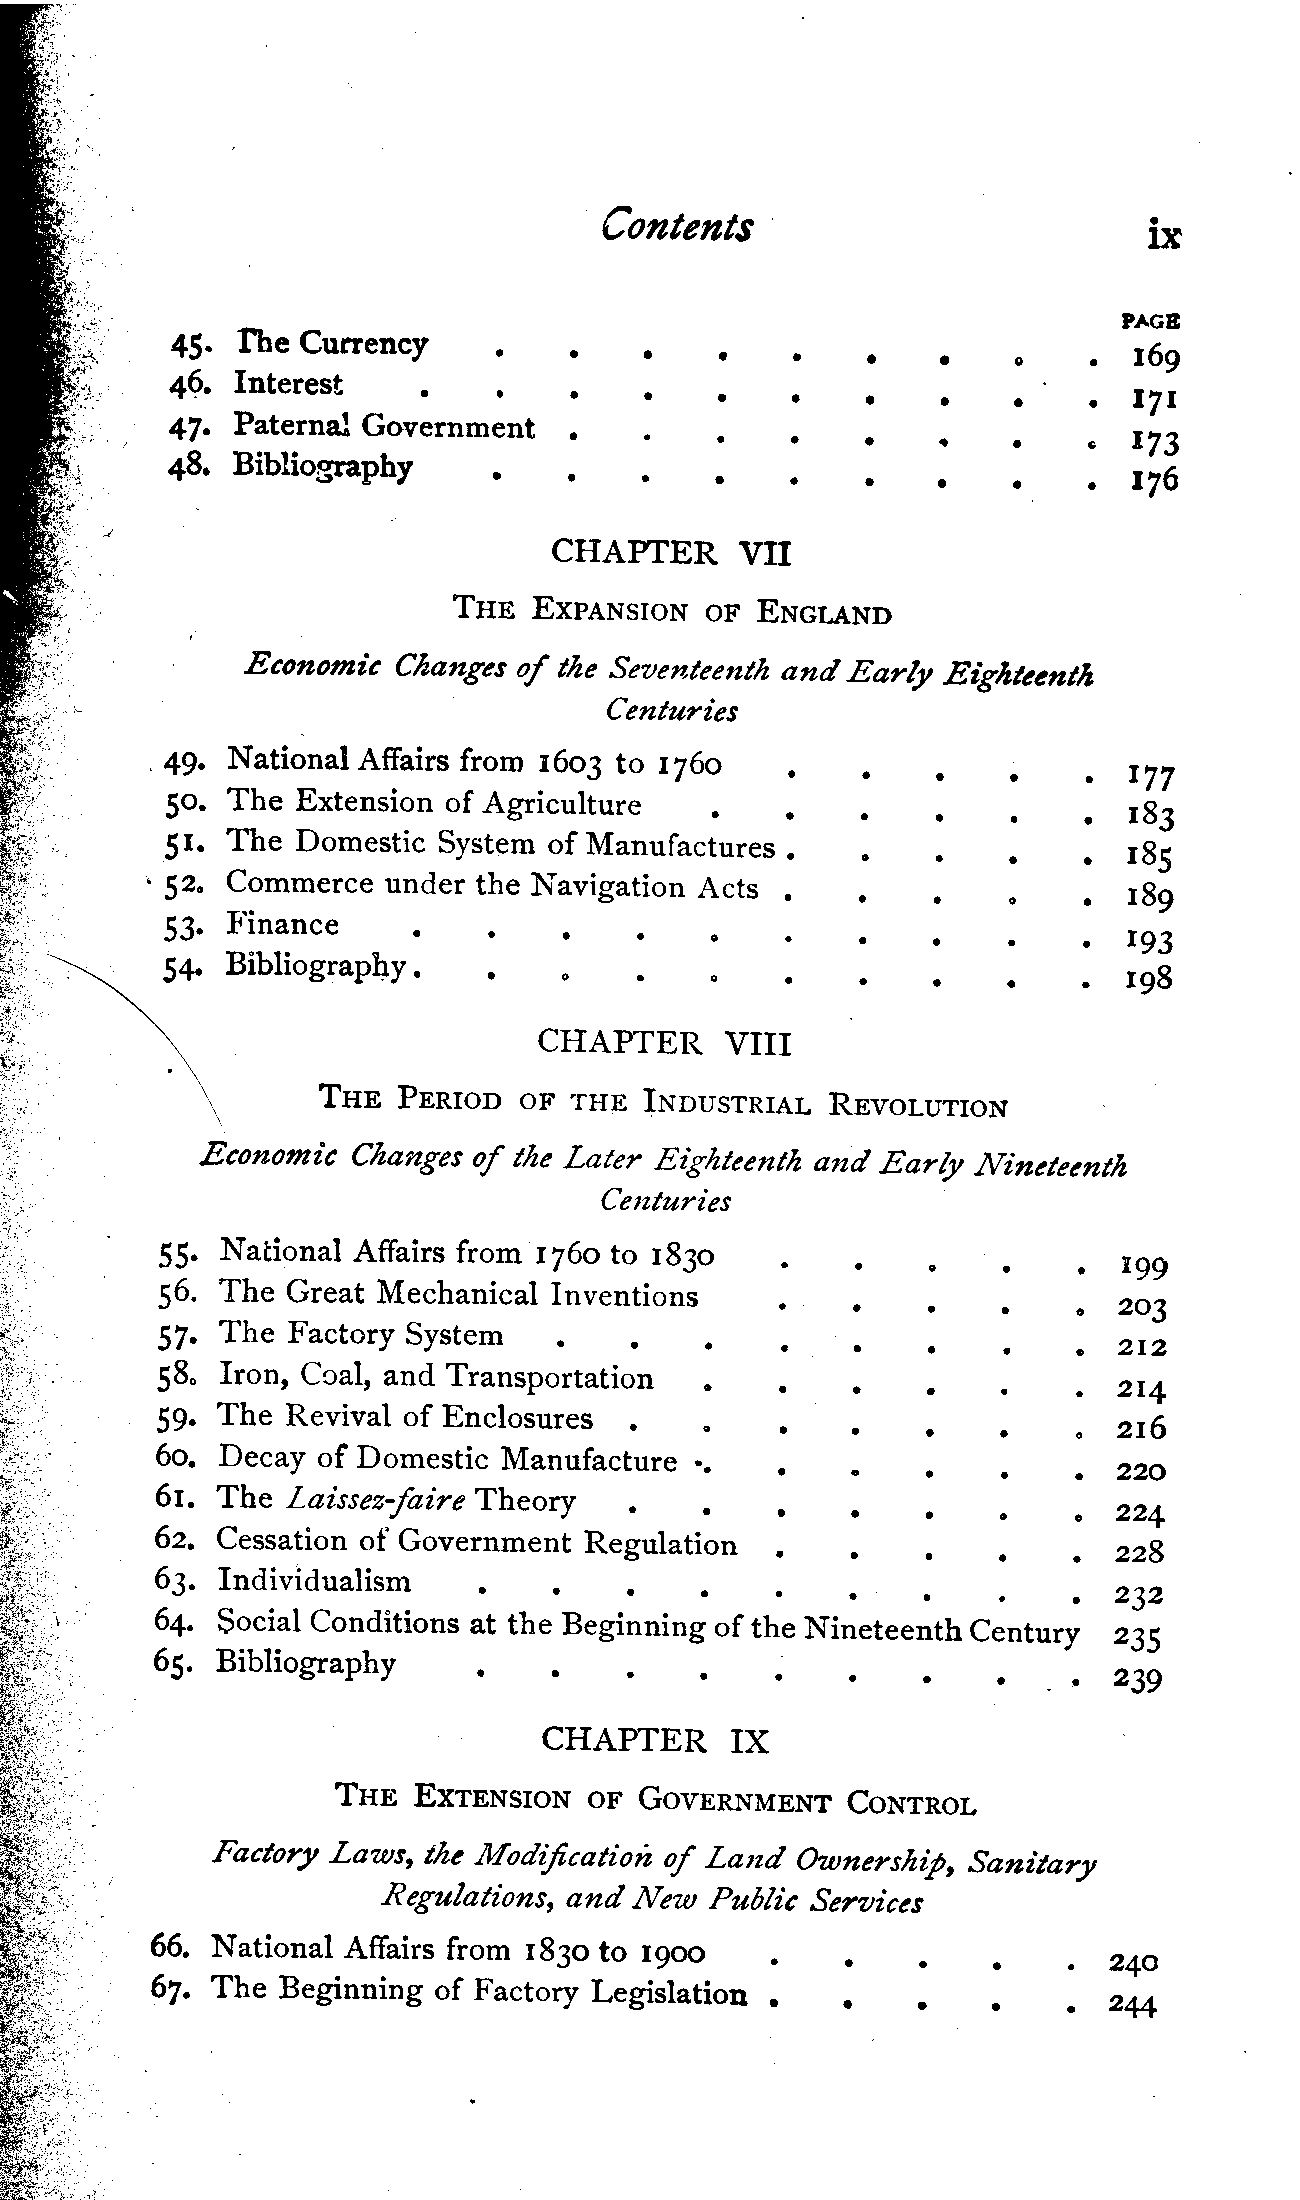 Contents ix
PAGE
45. The Currency . . . . . . . . . 169
46. Interest . . . . . . . . . . 171
47. Paternal Government . . . . . . . . 173
48. Bibliography . . . . . . . . . 176
CHAPTER VII
THE EXPANSION OF ENGLAND
Economic Changes of the Seventeenth and Early Eighteenth
Centuries
49. National Affairs from 1603 to 1760 . . . . . 177
50. The Extension of Agriculture . . . . . . 183
51. The Domestic System of Manufactures . . . . . 185
52. Commerce under the Navigation Acts . . . . . 189
53. Finance . . . . . . . . . . 193
54. Bibliography . . . . . . . . . . 198
CHAPTER VIII
THE PERIOD OF THE INDUSTRIAL REVOLUTION
Economic Changes of the Later Eighteenth and Early Nineteenth
Centuries
55. National Affairs from 1760 to 1830 . . . . . 199
56. The Great Mechanical Inventions . . . . . 203
57. The Factory System . . . . . . . . 212
58. Iron, Coal, and Transportation . . . . . . 214
59. The Revival of Enclosures . . . . . . . 216
60. Decay of Domestic Manufacture . . . . . . 220
61. The Laissez-faire Theory . . . . . . . 224
62. Cessation of Government Regulation . . . . . 228
63. Individualism . . . . . . . . . 232
64. Social Conditions at the Beginning of the Nineteenth Century 235
65. Bibliography . . . . . . . . . 239
CHAPTER IX
THE EXTENSION OF GOVERNMENT CONTROL
Factory Laws, the Modification of Land Ownership, Sanitary
Regulations, and New Public Services
66. National Affairs from 1830 to 1900 . . . . . 240
67. The Beginning of Factory Legislation . . . . . 244